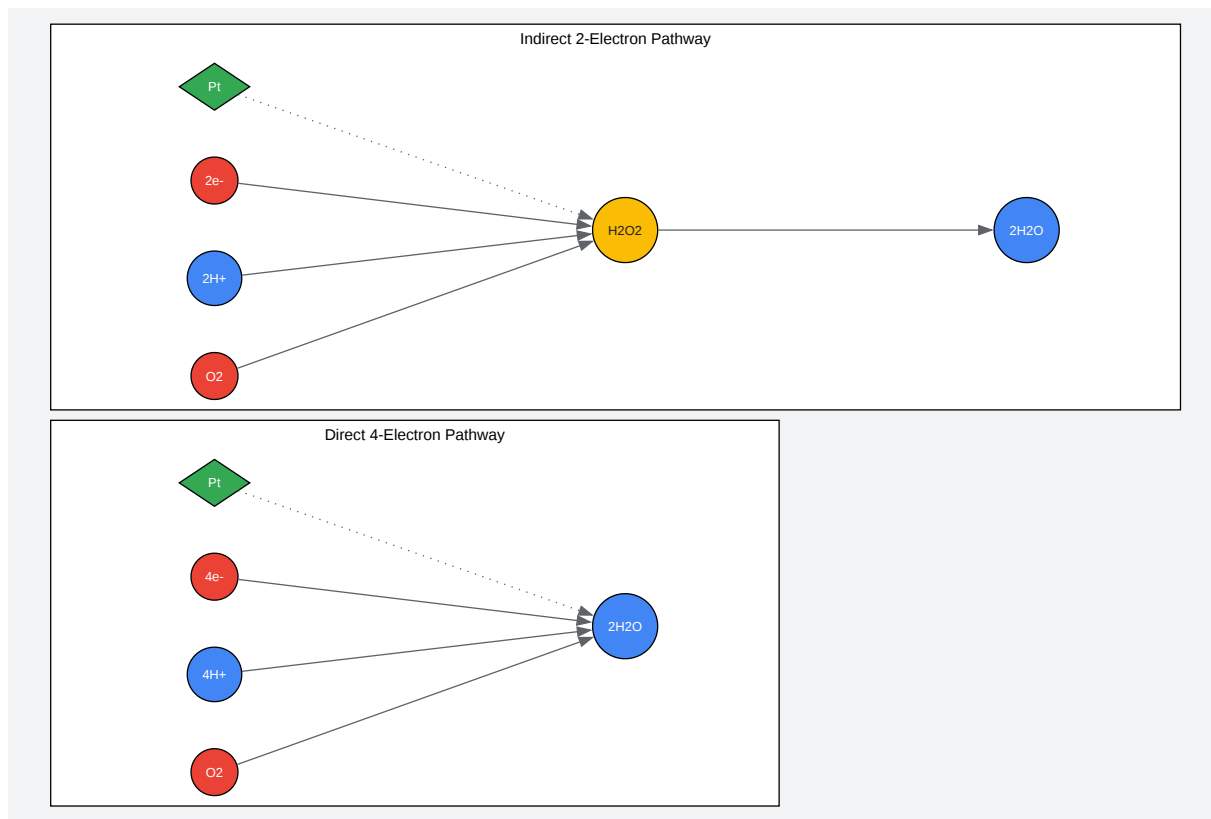 Indirect 2-Electron Pathway
Pt
2e-
2H+
O2
H2O2
2H2O
Direct 4-Electron Pathway
Pt
4e-
4H+
O2
2H2O